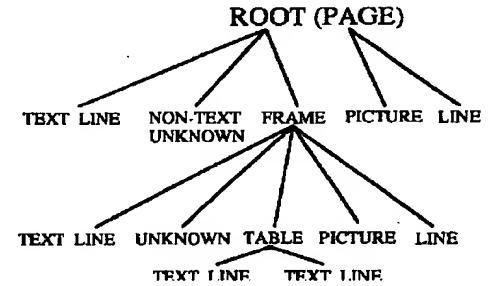 ROOT (PAGE)
TEXT LINE NON-TEXT UNKNOWN FRAME PICTURE LINE
TEXT LINE UNKNOWN TABLE PICTURE LINE
TEXT LINE TEXT LINE